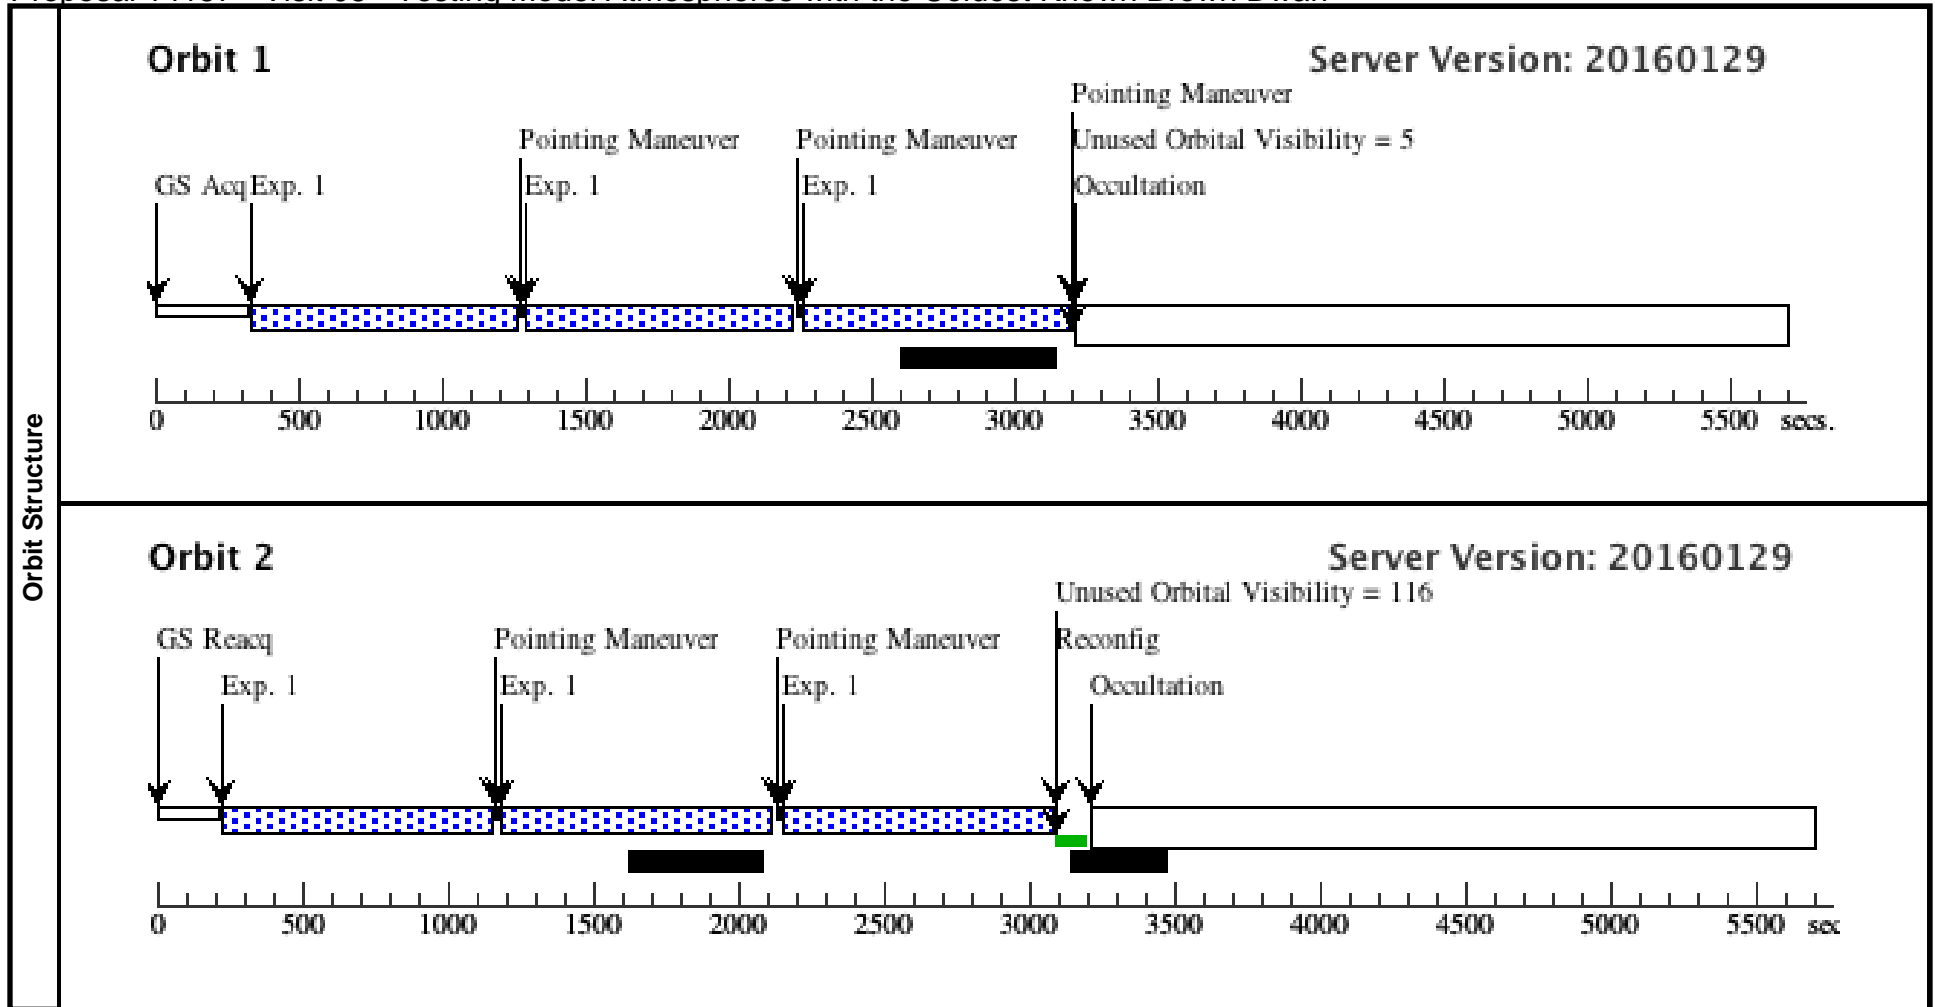 Orbit Structure
Orbit 1
Server Version: 20160129
Pointing Maneuver
Pointing Maneuver Pointing Maneuver Unused Orbital Visibility = 5
GS Acq Exp. 1 Exp. 1 Exp. 1 Occultation
0 500 1000 1500 2000 2500 3000 3500 4000 4500 5000 5500 secs.
Orbit 2
Server Version: 20160129
Unused Orbital Visibility = 116
GS Reacq Pointing Maneuver Pointing Maneuver Reconfig
Exp. 1 Exp. 1 Exp. 1 Occultation
0 500 1000 1500 2000 2500 3000 3500 4000 4500 5000 5500 sec